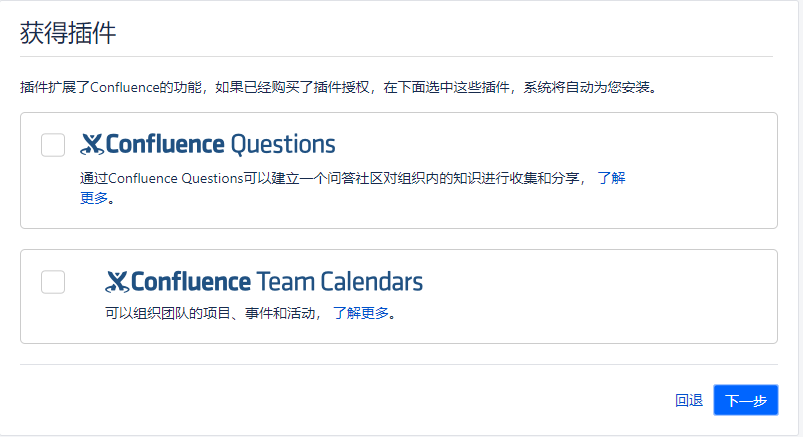 获得插件
插件扩展了Confluence的功能，如果已经购买了插件授权，在下面选中这些插件，系统将自动为您安装。
Confluence Questions
通过Confluence Questions可以建立一个问答社区对组织内的知识进行收集和分享， 了解
更多。
Confluence Team Calendars
可以组织团队的项目、事件和活动， 了解更多。
回退 下一步